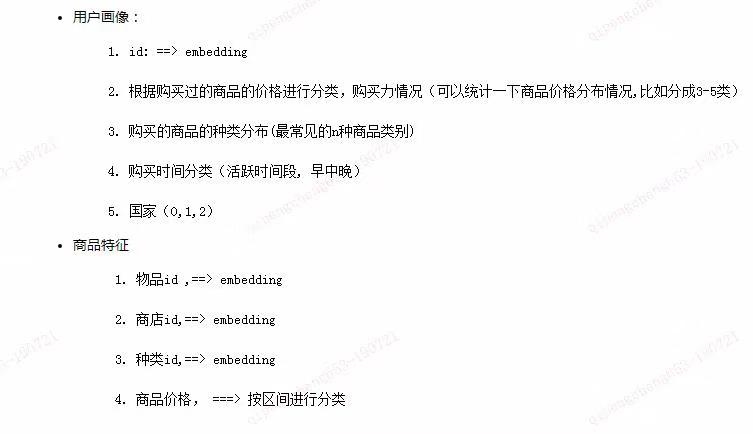 • 用户画像：
1. id: ==> embedding
2. 根据购买过的商品的价格进行分类，购买力情况（可以统计一下商品价格分布情况,比如分成3-5类）
3. 购买的商品的种类分布(最常见的n种商品类别)
4. 购买时间分类（活跃时间段, 早中晚）
5. 国家（0,1,2）
• 商品特征
1. 物品id ,==> embedding
2. 商店id,==> embedding
3. 种类id,==> embedding
4. 商品价格， ===> 按区间进行分类